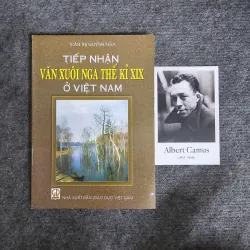 TIẾP NHẬN
VĂN XUÔI NGA THẾ KỈ XIX
Ở VIỆT NAM
NHÀ XUẤT BẢN GIÁO DỤC VIỆT NAM
Albert Camus